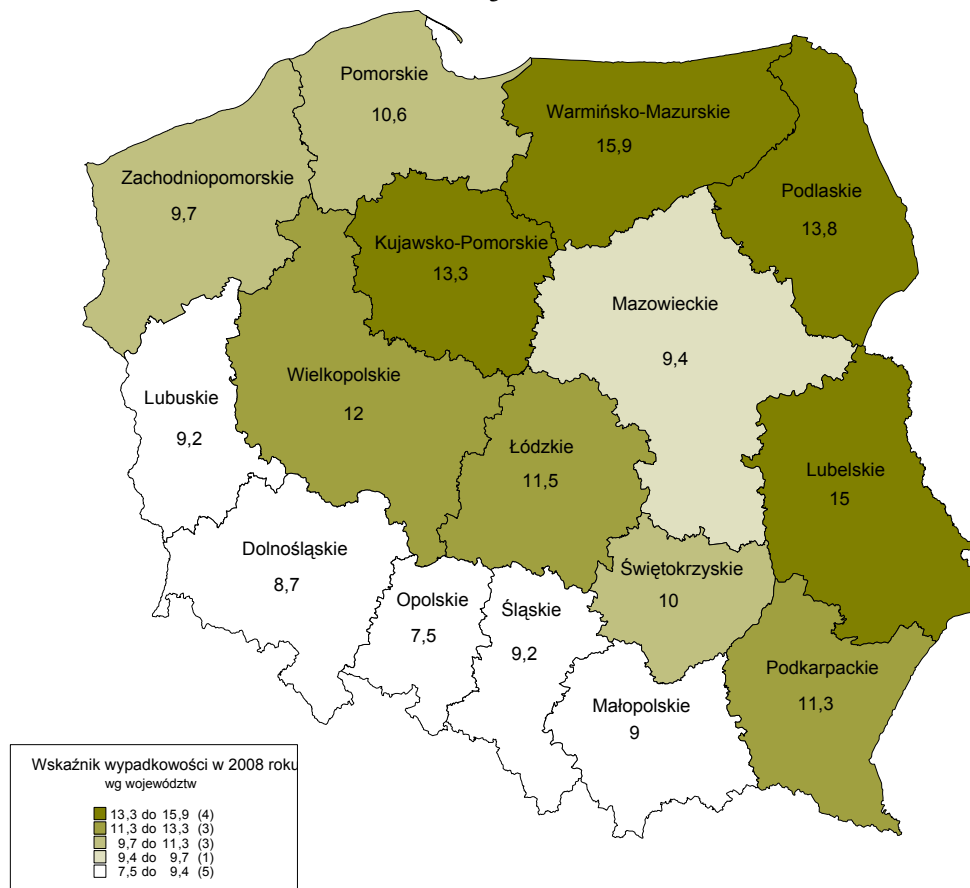 Pomorskie
10,6
Warmińsko-Mazurskie
15,9
Zachodniopomorskie
9,7
Podlaskie
13,8
Kujawsko-Pomorskie
13,3
Mazowieckie
9,4
Wielkopolskie
12
Lubuskie
9,2
Łódzkie
11,5
Lubelskie
15
Dolnośląskie
8,7
Świętokrzyskie
10
Opolskie
7,5
Śląskie
9,2
Podkarpackie
11,3
Małopolskie
9
Wskaźnik wypadkowości w 2008 roku
wg województw
13,3 do 15,9 (4)
11,3 do 13,3 (3)
9,7 do 11,3 (3)
9,4 do 9,7 (1)
7,5 do 9,4 (5)